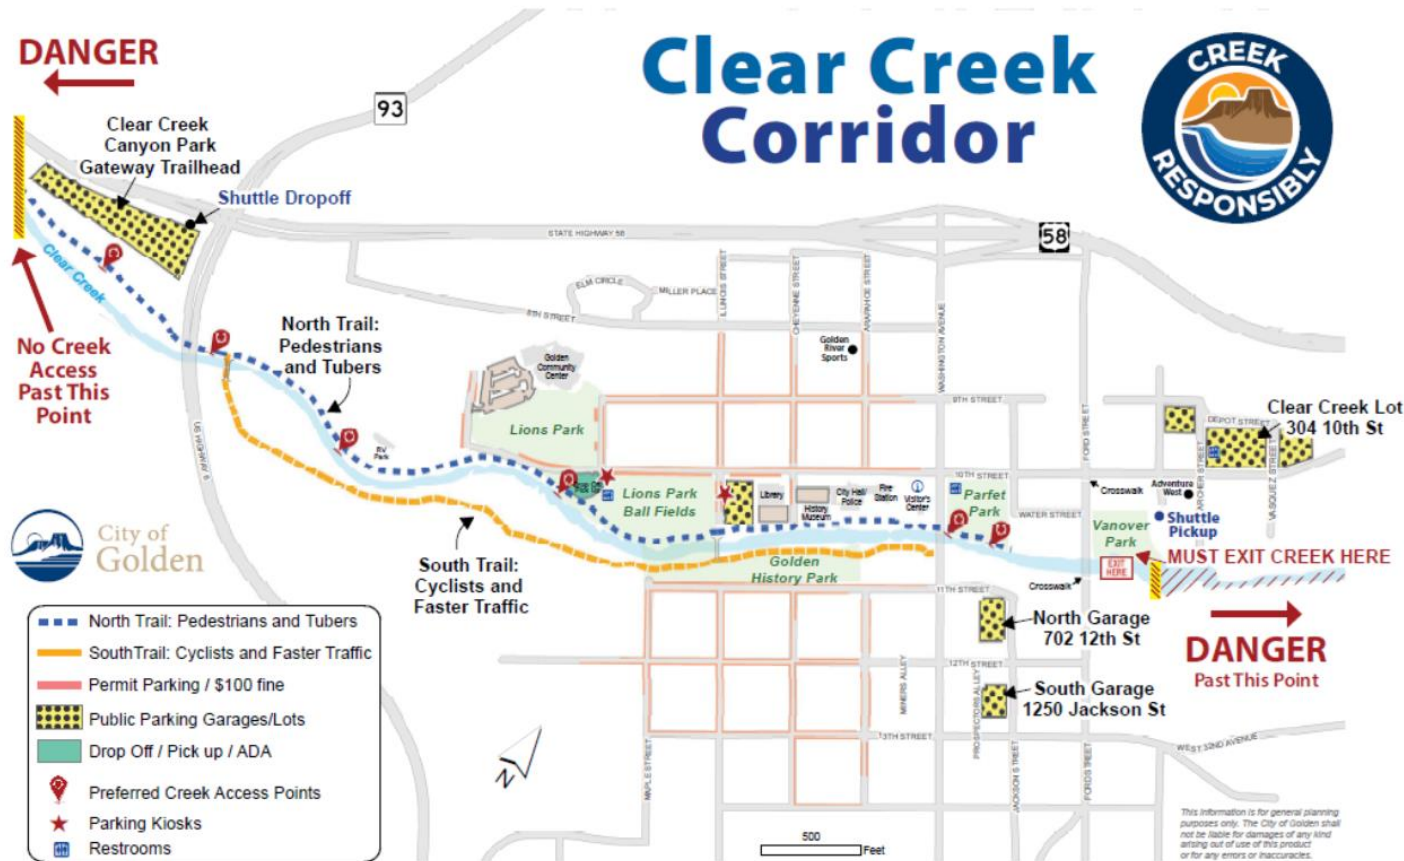 DANGER
Clear Creek
Corridor
CREEK
RESPONSIBLY
93
Clear Creek
Canyon Park
Gateway Trailhead
Shuttle Dropoff
STATE HIGHWAY 58
58
Clear Creek
No Creek
Access
Past This
Point
North Trail:
Pedestrians
and Tubers
ELM CIRCLE
MILLER PLACE
8TH STREET
ILLINOIS STREET
CHEYENNE STREET
ARAPAHOE STREET
WASHINGTON AVENUE
Golden
River
Sports
Golden
Community
Center
US HIGHWAY 6
RV
Park
Lions Park
9TH STREET
FORD STREET
DEPOT STREET
Clear Creek Lot
304 10th St
Lions Park
Ball Fields
Library
History
Museum
City Hall/
Police
Fire
Station
Visitor's
Center
10TH STREET
Parfet
Park
WATER STREET
Crosswalk
Adventure
West
ARCHER STREET
VASQUEZ STREET
Shuttle
Pickup
Vanover
Park
MUST EXIT CREEK HERE
EXIT
HERE
City of
Golden
South Trail:
Cyclists and
Faster Traffic
Golden
History Park
11TH STREET
Crosswalk
North Garage
702 12th St
DANGER
Past This Point
12TH STREET
South Garage
1250 Jackson St
MINERS ALLEY
PROSPECTORS ALLEY
13TH STREET
WEST 32ND AVENUE
MAPLE STREET
JACKSON STREET
FORD STREET
N
North Trail: Pedestrians and Tubers
SouthTrail: Cyclists and Faster Traffic
Permit Parking / $100 fine
Public Parking Garages/Lots
Drop Off / Pick up / ADA
Preferred Creek Access Points
Parking Kiosks
Restrooms
500
Feet
This information is for general planning
purposes only. The City of Golden shall
not be liable for damages of any kind
arising out of use of this product
or for any errors or inaccuracies.